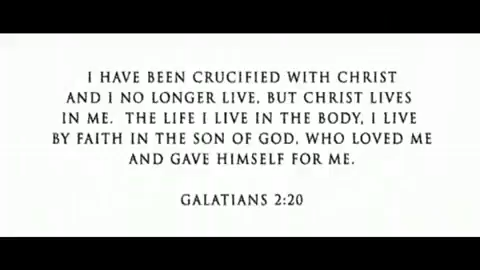 I HAVE BEEN CRUCIFIED WITH CHRIST
AND I NO LONGER LIVE, BUT CHRIST LIVES
IN ME. THE LIFE I LIVE IN THE BODY, I LIVE
BY FAITH IN THE SON OF GOD, WHO LOVED ME
AND GAVE HIMSELF FOR ME.
GALATIANS 2:20